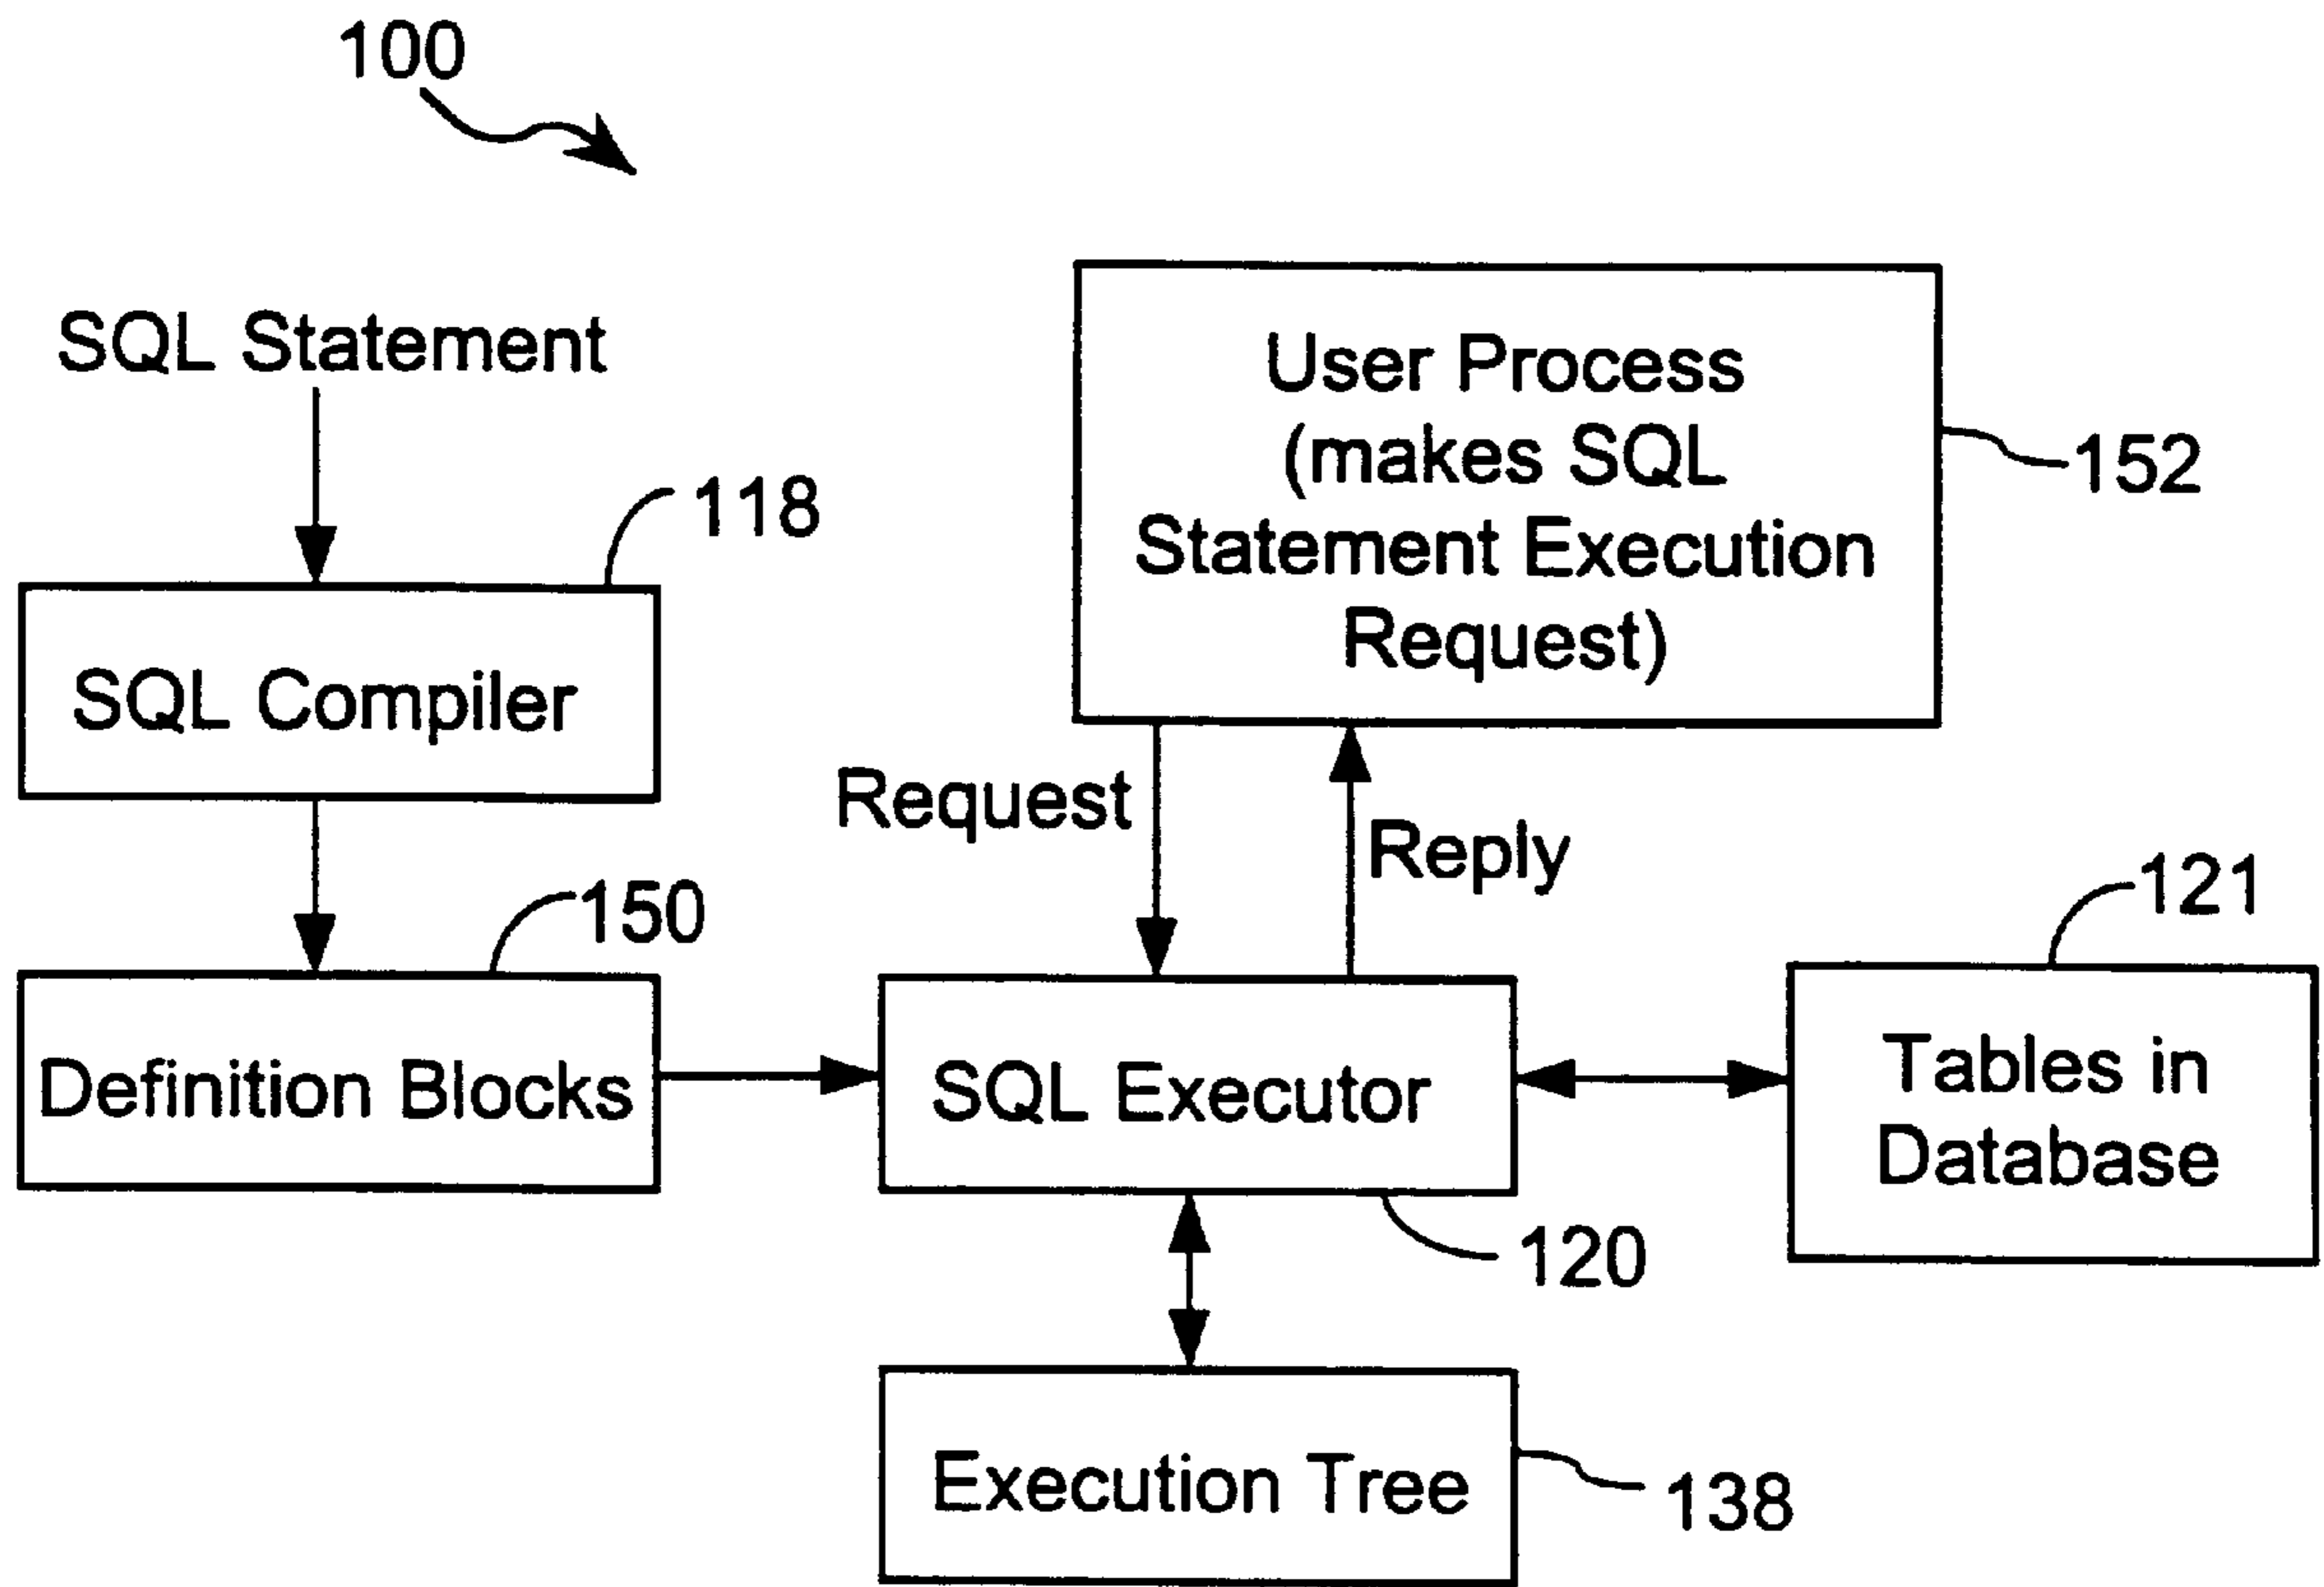 100
SQL Statement
118
SQL Compiler
User Process
(makes SQL
Statement Execution
Request)
152
Request
Reply
150
Definition Blocks
SQL Executor
120
121
Tables in
Database
Execution Tree
138